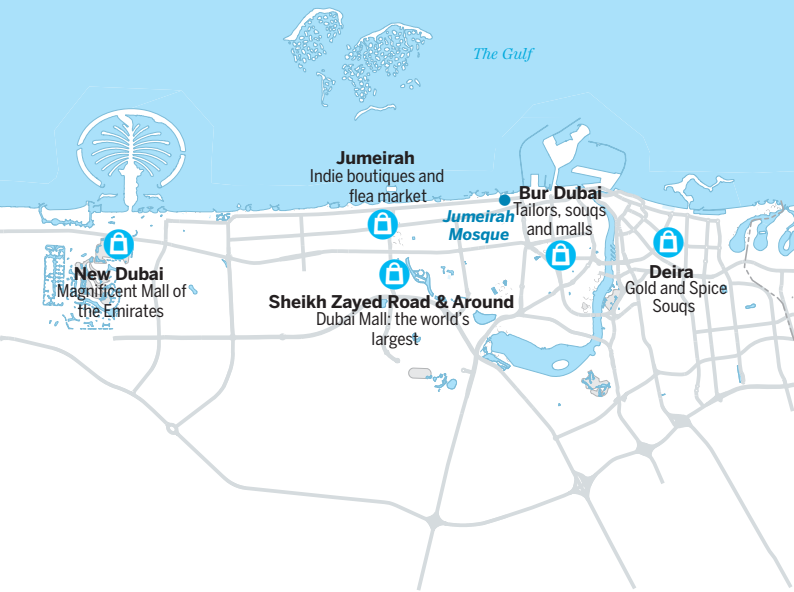 The Gulf
Jumeirah
Indie boutiques and
flea market
Jumeirah
Mosque
Bur Dubai
Tailors, souqs
and malls
New Dubai
Magnificent Mall of
the Emirates
Sheikh Zayed Road & Around
Dubai Mall: the world's
largest
Deira
Gold and Spice
Souqs